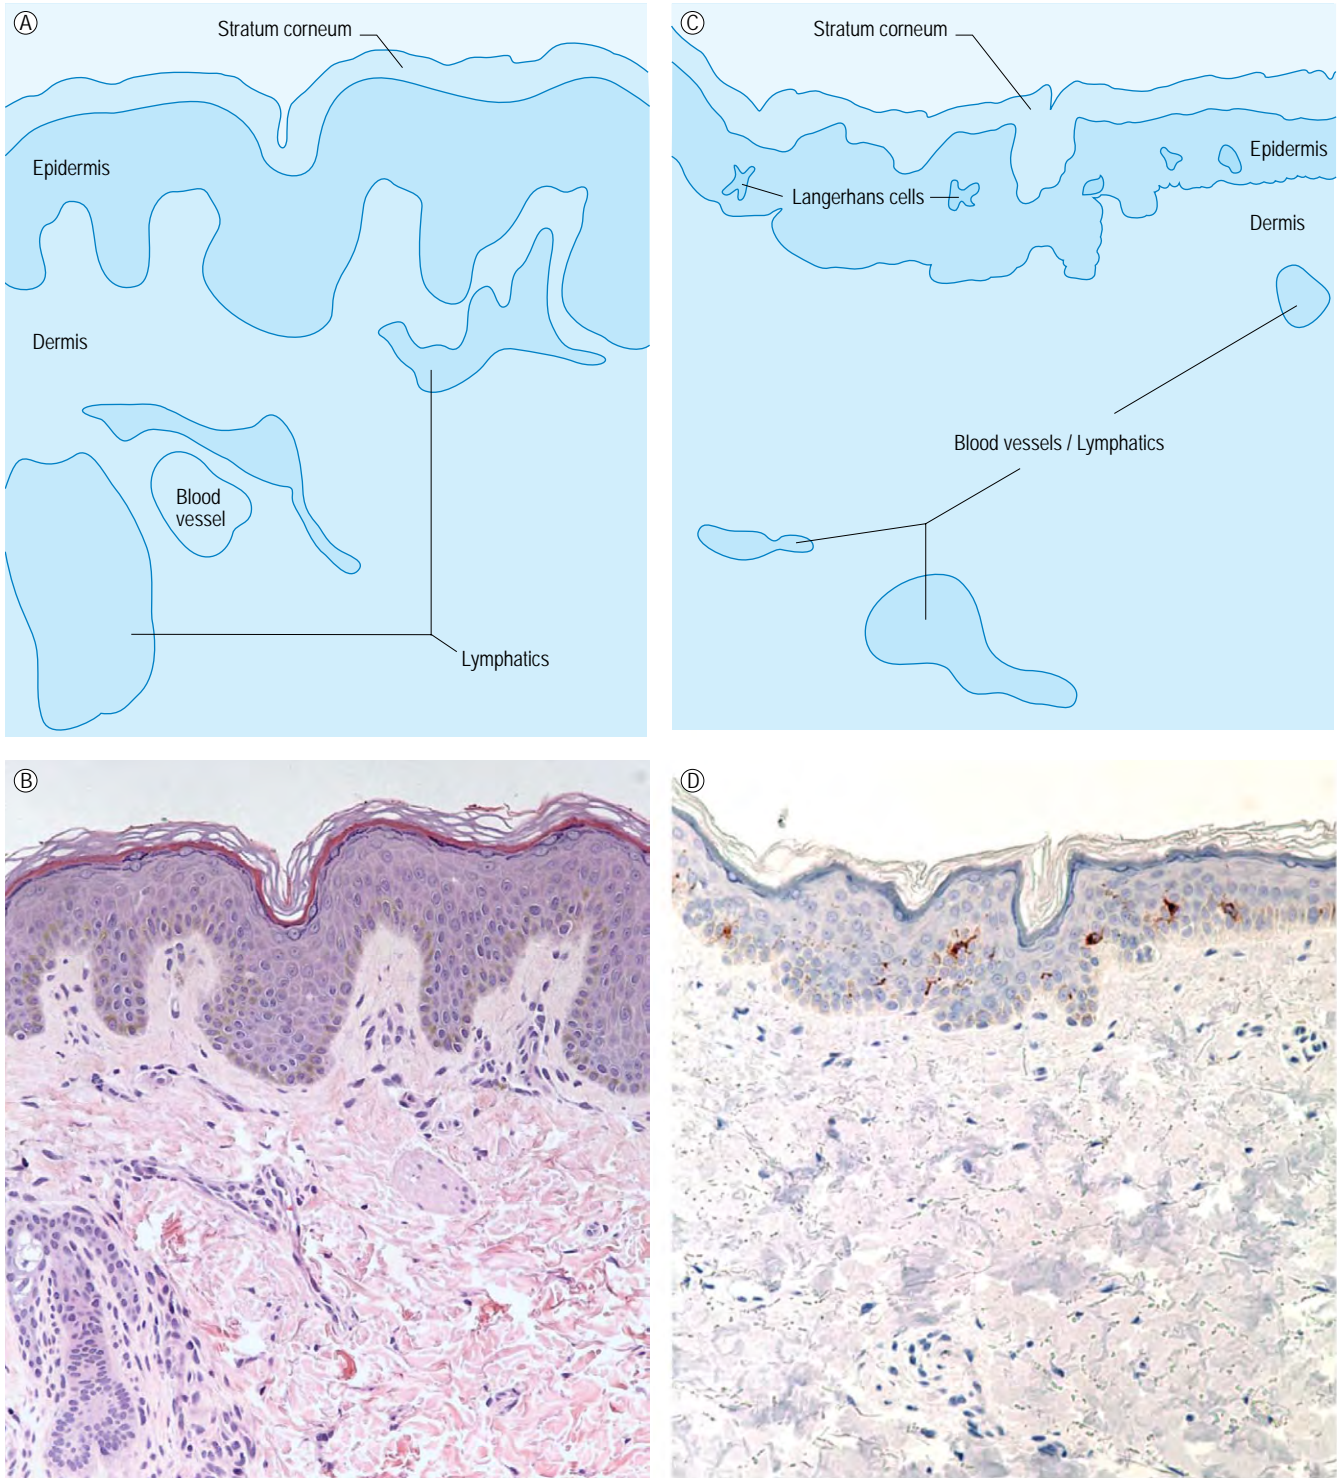 A
Stratum corneum
Epidermis
Dermis
Blood
vessel
Lymphatics
C
Stratum corneum
Epidermis
Langerhans cells
Dermis
Blood vessels / Lymphatics
B
D